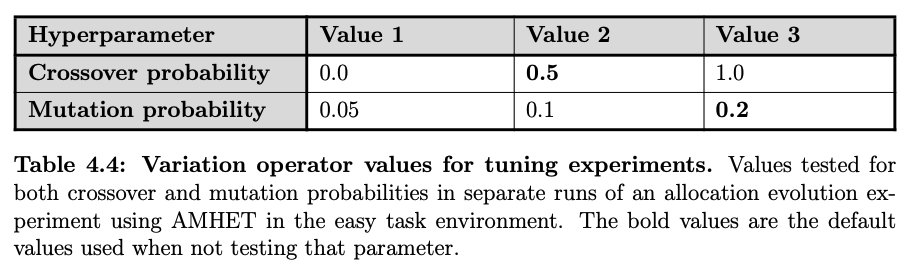 Hyperparameter Value 1 Value 2 Value 3
Crossover probability 0.0 0.5 1.0
Mutation probability 0.05 0.1 0.2
Table 4.4: Variation operator values for tuning experiments. Values tested for
both crossover and mutation probabilities in separate runs of an allocation evolution ex-
periment using AMHET in the easy task environment. The bold values are the default
values used when not testing that parameter.